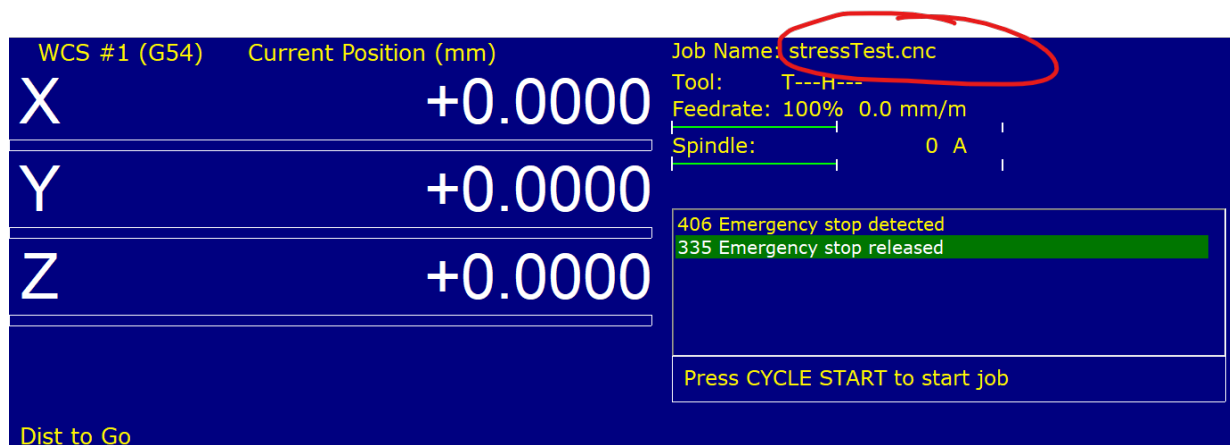 WCS #1 (G54) Current Position (mm)
X +0.0000
Y +0.0000
Z +0.0000
Dist to Go
Job Name: stressTest.cnc
Tool: T---H---
Feedrate: 100% 0.0 mm/m
Spindle: 0 A
406 Emergency stop detected
335 Emergency stop released
Press CYCLE START to start job